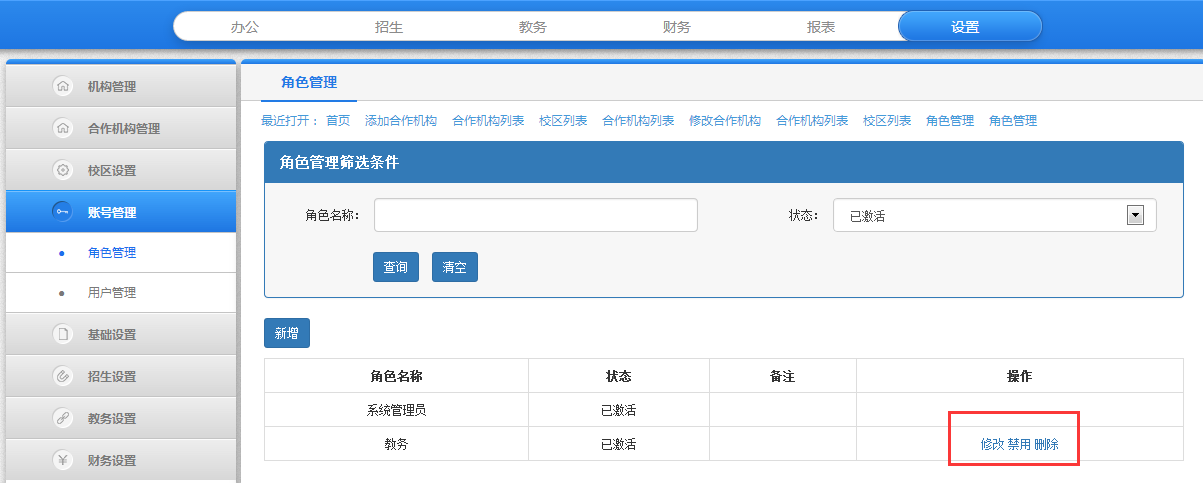 办公 招生 教务 财务 报表 设置
机构管理
合作机构管理
校区设置
账号管理
角色管理
用户管理
基础设置
招生设置
教务设置
财务设置
角色管理
最近打开： 首页 添加合作机构 合作机构列表 校区列表 合作机构列表 修改合作机构 合作机构列表 校区列表 角色管理 角色管理
角色管理筛选条件
角色名称： 状态： 已激活
查询 清空
新增
角色名称 状态 备注 操作
系统管理员 已激活
教务 已激活 修改 禁用 删除